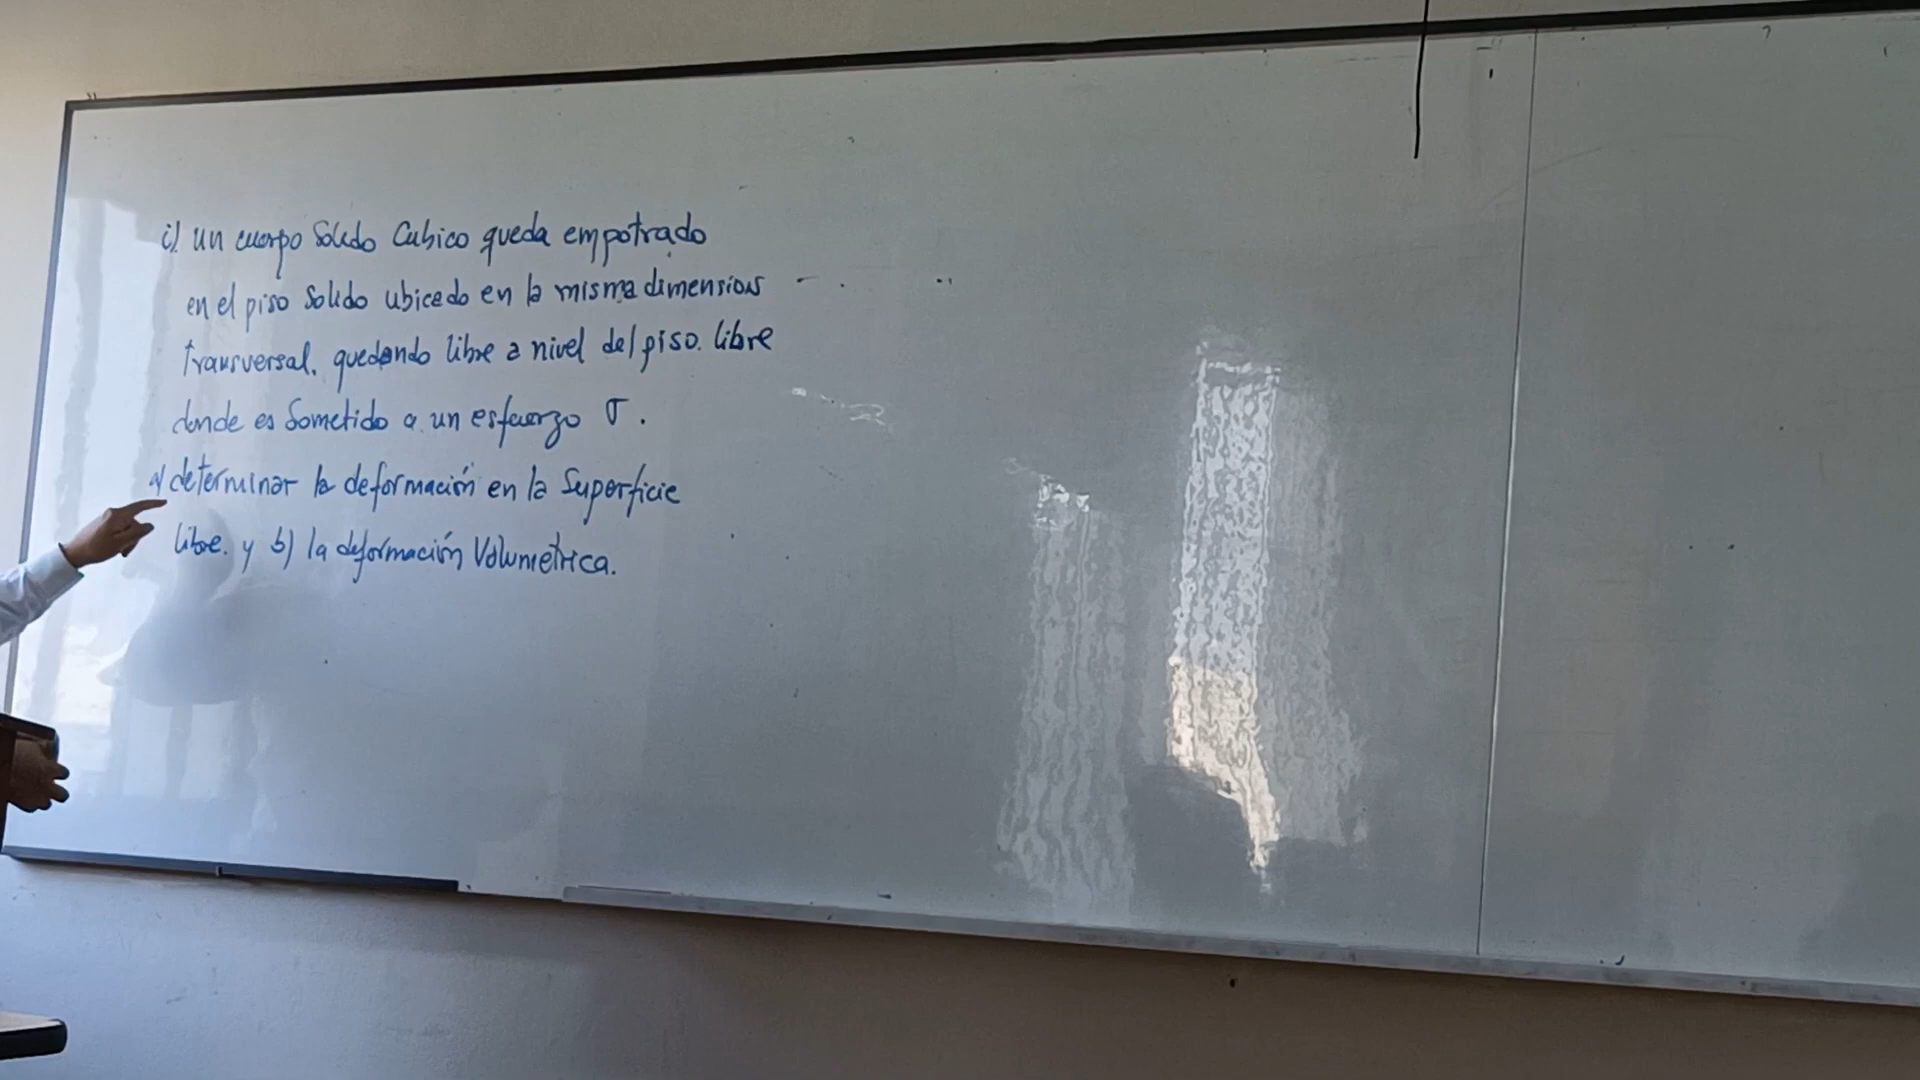 i) un cuerpo Solido Cubico queda empotrado
en el piso solido ubicado en la misma dimension
transversal, quedando libre a nivel del piso. libre
donde es sometido a un esfuerzo σ.
a) determinar la deformación en la Superficie
libre. y b) la deformación Volumetrica.